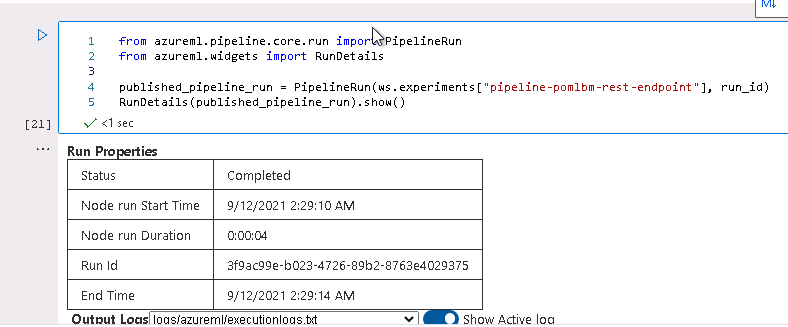 M↓
1 from azureml.pipeline.core.run import PipelineRun
2 from azureml.widgets import RunDetails
3
4 published_pipeline_run = PipelineRun(ws.experiments["pipeline-pomlbm-rest-endpoint"], run_id)
5 RunDetails(published_pipeline_run).show()
[21]
<1 sec
...
Run Properties
Status Completed
Node run Start Time 9/12/2021 2:29:10 AM
Node run Duration 0:00:04
Run Id 3f9ac99e-b023-4726-89b2-8763e4029375
End Time 9/12/2021 2:29:14 AM
Output Logs logs/azureml/executionlogs.txt Show Active log